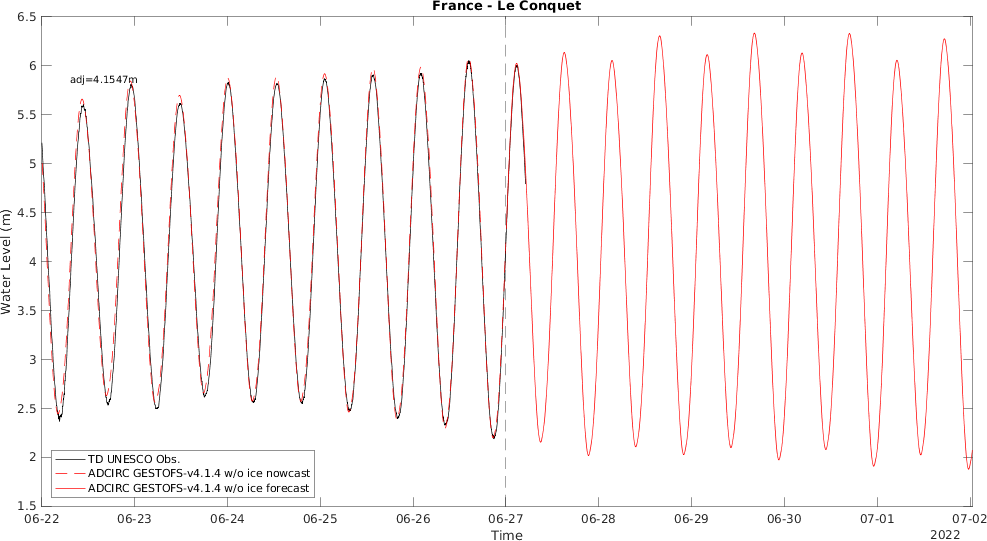 France - Le Conquet
adj=4.1547m
Water Level (m)
6.5
6
5.5
5
4.5
4
3.5
3
2.5
2
1.5
TD UNESCO Obs.
ADCIRC GESTOFS-v4.1.4 w/o ice nowcast
ADCIRC GESTOFS-v4.1.4 w/o ice forecast
06-22 06-23 06-24 06-25 06-26 06-27 06-28 06-29 06-30 07-01 07-02
Time
2022